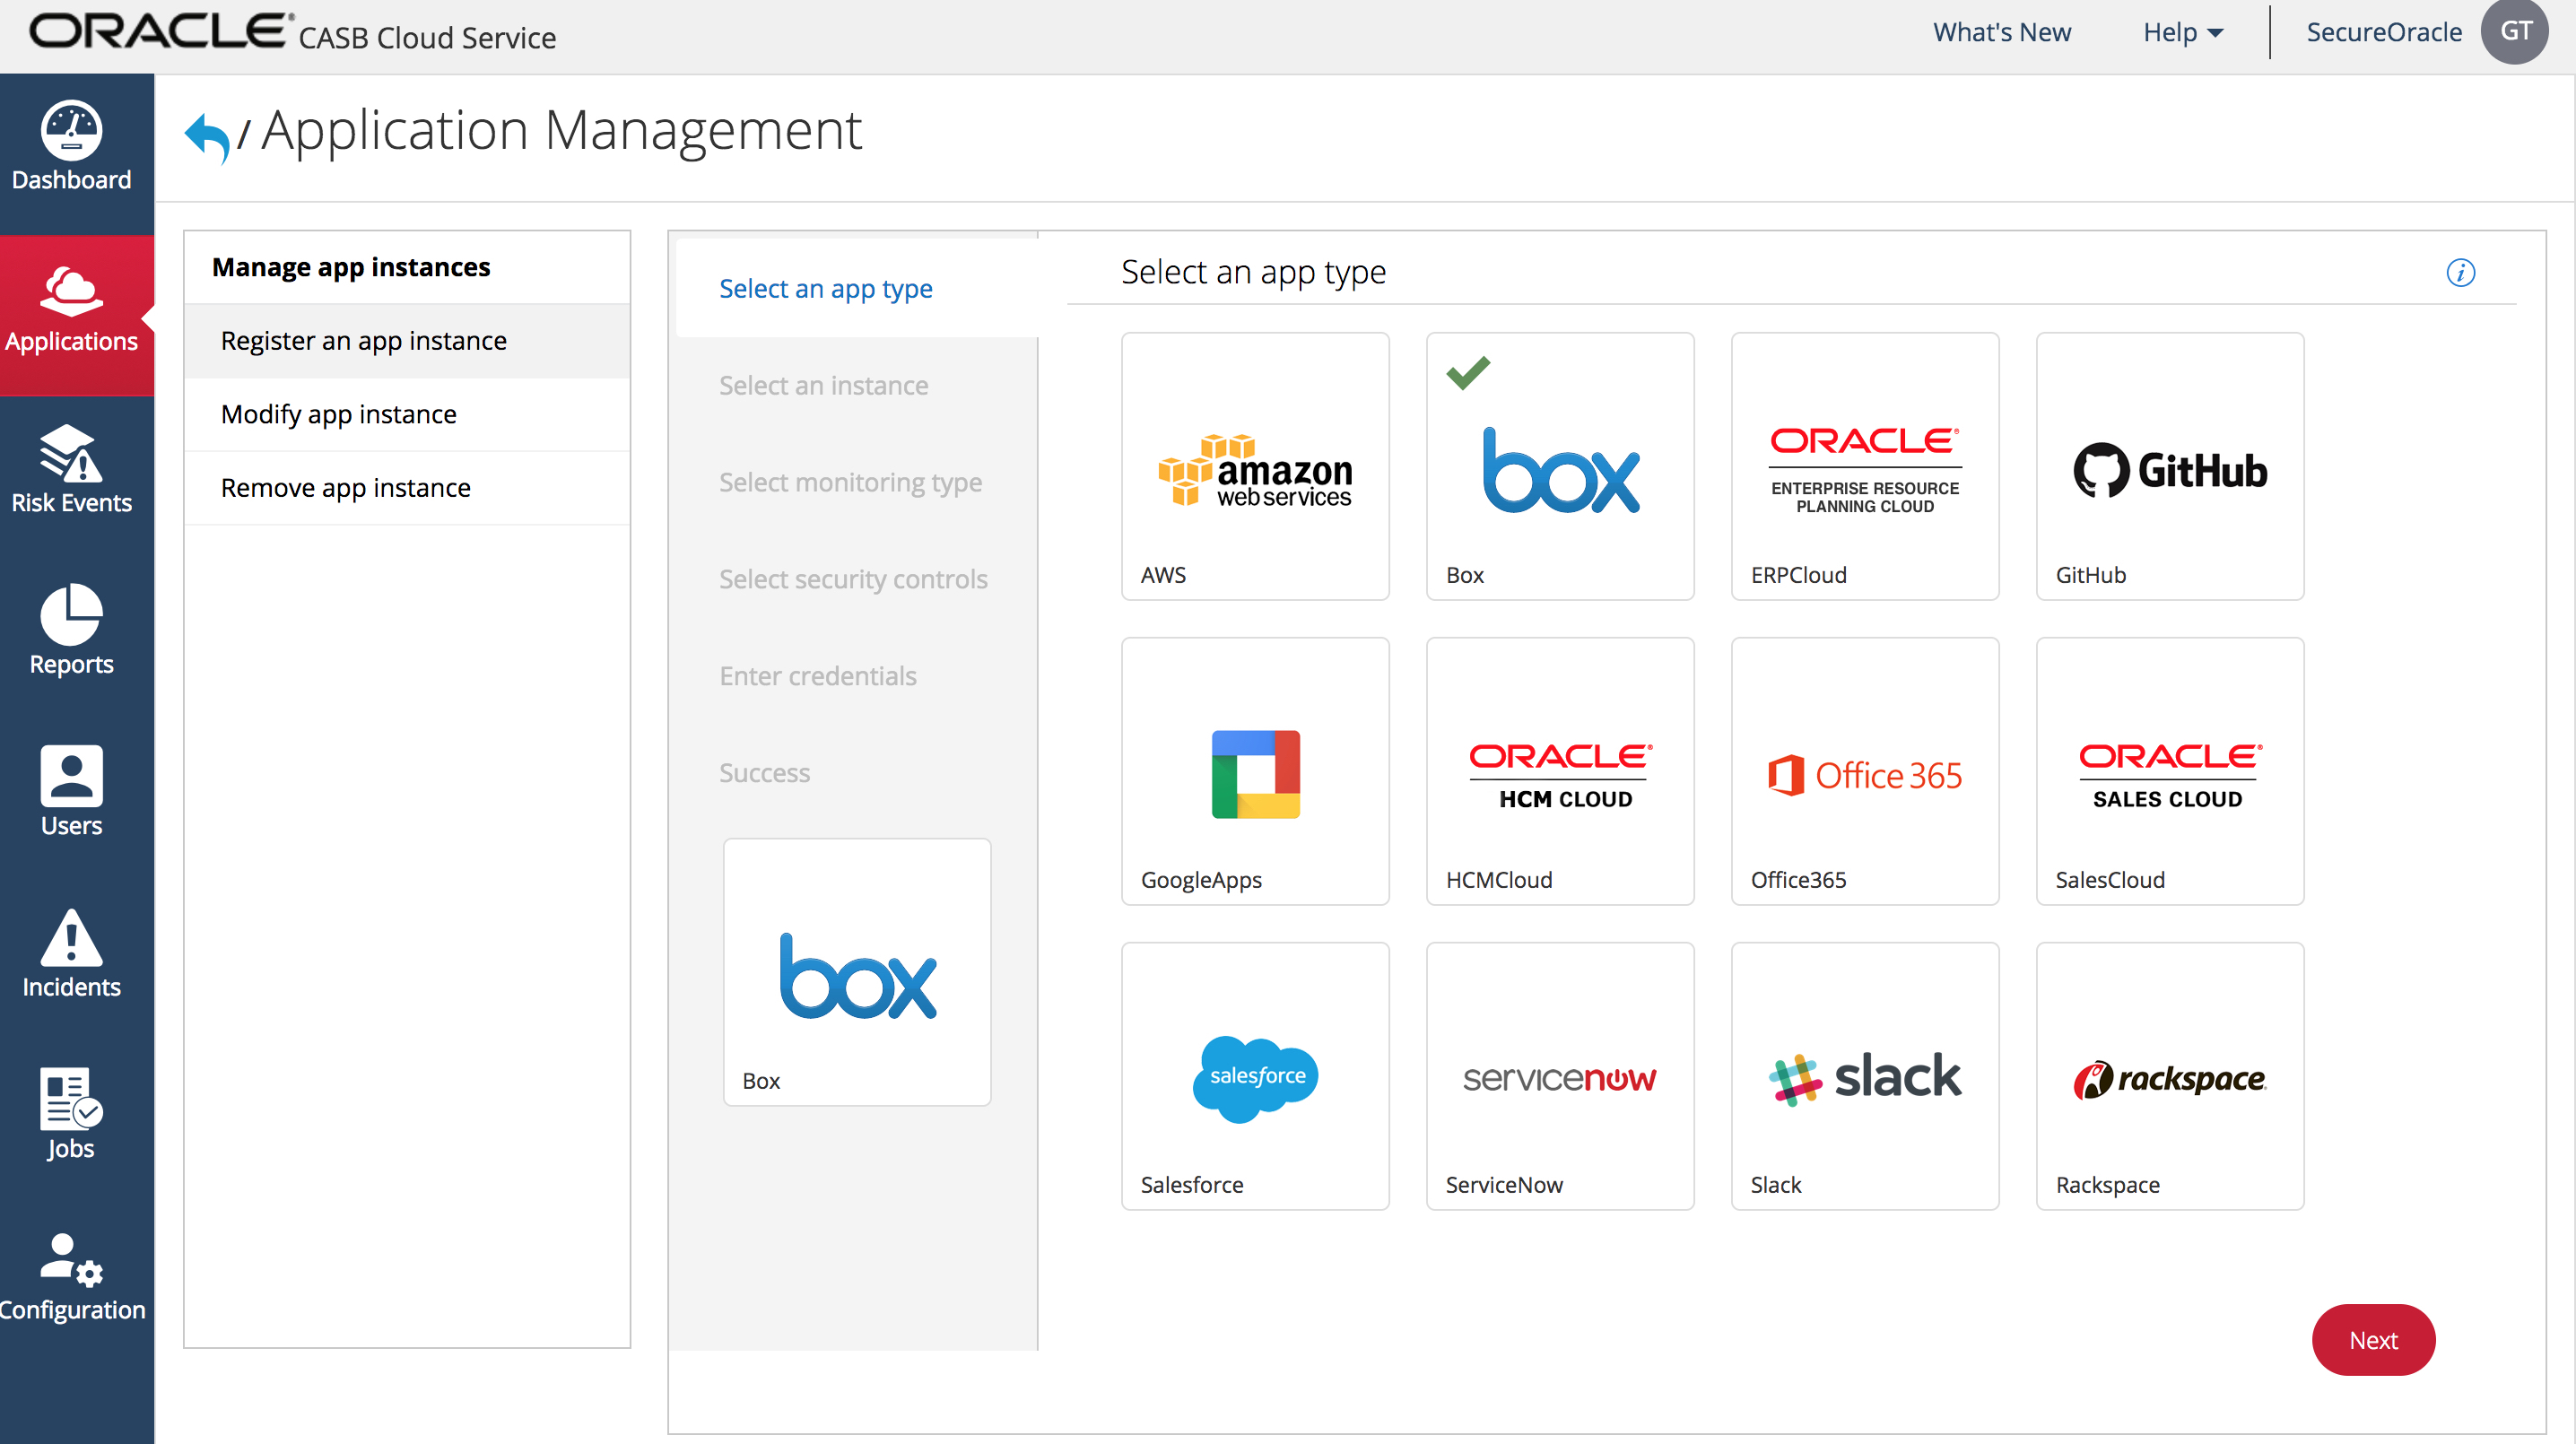 ORACLE® CASB Cloud Service
What's New
Help
SecureOracle
GT
/ Application Management
Dashboard
Applications
Risk Events
Reports
Users
Incidents
Jobs
Configuration
Manage app instances
Register an app instance
Modify app instance
Remove app instance
Select an app type
Select an instance
Select monitoring type
Select security controls
Enter credentials
Success
box
Box
Select an app type
i
amazon
web services
AWS
box
Box
ORACLE®
ENTERPRISE RESOURCE
PLANNING CLOUD
ERPCloud
GitHub
GitHub
GoogleApps
ORACLE®
HCM CLOUD
HCMCloud
Office 365
Office365
ORACLE®
SALES CLOUD
SalesCloud
salesforce
Salesforce
servicenow
ServiceNow
slack
Slack
rackspace.
Rackspace
Next